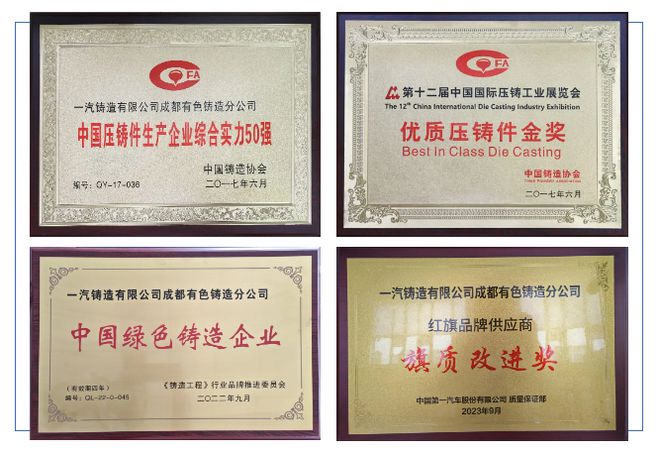 CFA
一汽铸造有限公司成都有色铸造分公司
中国压铸件生产企业综合实力50强
中国铸造协会
编号：QY-17-036
二〇一七年六月
CFA
第十二届中国国际压铸工业展览会
The 12th China International Die Casting Industry Exhibition
优质压铸件金奖
Best In Class Die Casting
中国铸造协会
二〇一七年六月
一汽铸造有限公司成都有色铸造分公司
中国绿色铸造企业
（有效期四年）
《铸造工程》行业品牌推进委员会
编号：QL-22-0-045
二〇二二年九月
一汽铸造有限公司成都有色铸造分公司
红旗品牌供应商
旗质改进奖
中国第一汽车股份有限公司 质量保证部
2023年9月